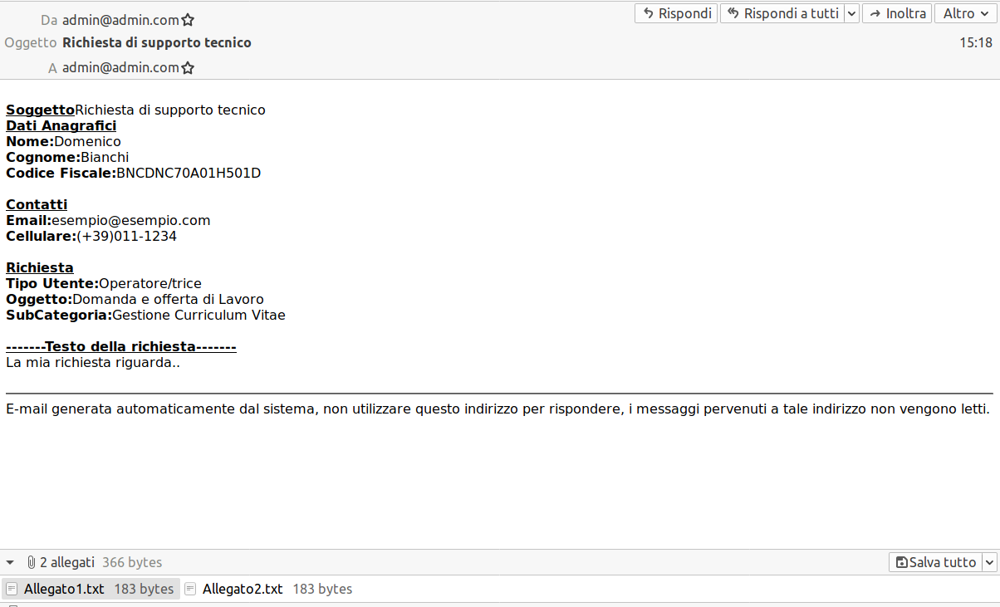 Da admin@admin.com
Rispondi Rispondi a tutti Inoltra Altro
Oggetto Richiesta di supporto tecnico 15:18
A admin@admin.com
SoggettoRichiesta di supporto tecnico
Dati Anagrafici
Nome:Domenico
Cognome:Bianchi
Codice Fiscale:BNCDNC70A01H501D
Contatti
Email:esempio@esempio.com
Cellulare:(+39)011-1234
Richiesta
Tipo Utente:Operatore/trice
Oggetto:Domanda e offerta di Lavoro
SubCategoria:Gestione Curriculum Vitae
-------Testo della richiesta-------
La mia richiesta riguarda..
E-mail generata automaticamente dal sistema, non utilizzare questo indirizzo per rispondere, i messaggi pervenuti a tale indirizzo non vengono letti.
2 allegati 366 bytes Salva tutto
Allegato1.txt 183 bytes Allegato2.txt 183 bytes